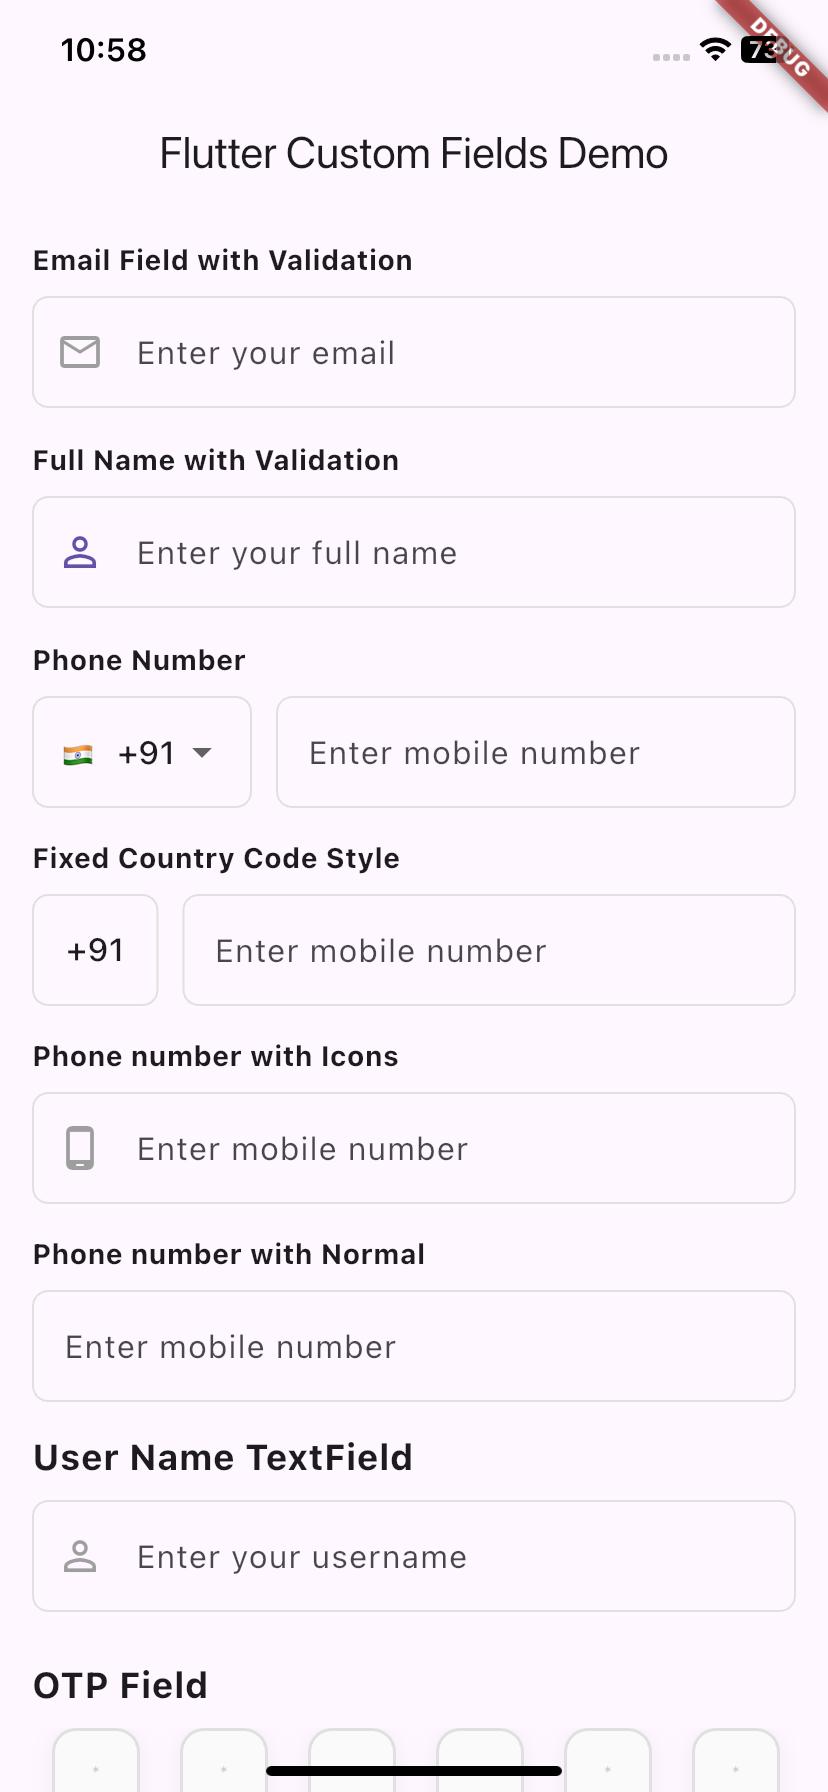 10:58
73
DEBUG
Flutter Custom Fields Demo
Email Field with Validation
Enter your email
Full Name with Validation
Enter your full name
Phone Number
+91 Enter mobile number
Fixed Country Code Style
+91 Enter mobile number
Phone number with Icons
Enter mobile number
Phone number with Normal
Enter mobile number
User Name TextField
Enter your username
OTP Field
* * * *